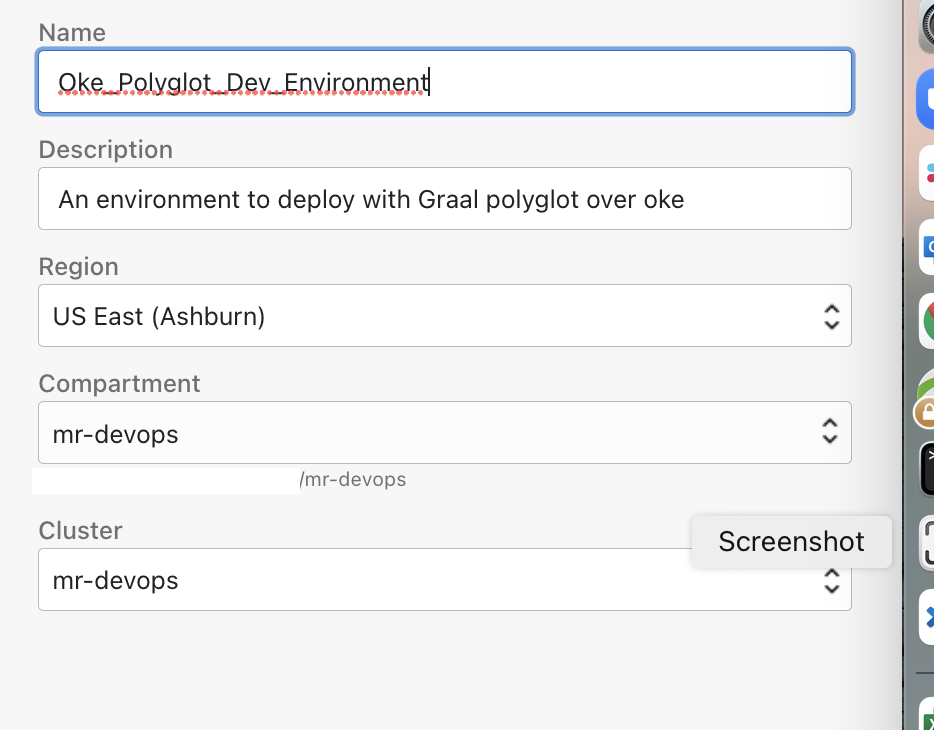 Name
Oke_Polyglot_Dev_Environment
Description
An environment to deploy with Graal polyglot over oke
Region
US East (Ashburn)
Compartment
mr-devops
/mr-devops
Cluster
Screenshot
mr-devops